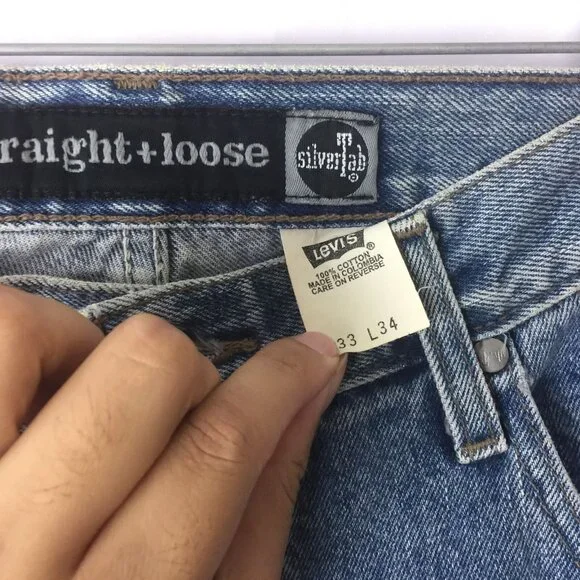 raight+loose
silverTab
®
LEVI'S ®
100% COTTON
MADE IN COLOMBIA
CARE ON REVERSE
33 L34